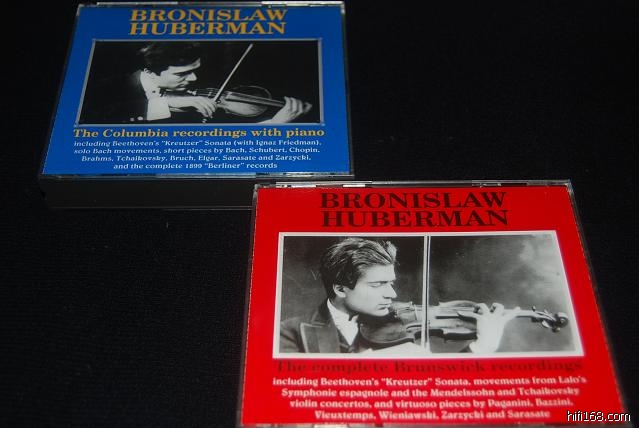 BRONISLAW
HUBERMAN
The Columbia recordings with piano
including Beethoven's "Kreutzer" Sonata (with Ignaz Friedman),
solo Bach movements, short pieces by Bach, Schubert, Chopin,
Brahms, Tchaikovsky, Bruch, Elgar, Sarasate and Zarzycki,
and the complete 1899 "Berliner" records
BRONISLAW
HUBERMAN
The complete Brunswick recordings
including Beethoven's "Kreutzer" Sonata, movements from Lalo's
Symphonie espagnole and the Mendelssohn and Tchaikovsky
violin concertos, and virtuoso pieces by Paganini, Bazzini,
Vieuxtemps, Wieniawski, Zarzycki and Sarasate
hifi168.com